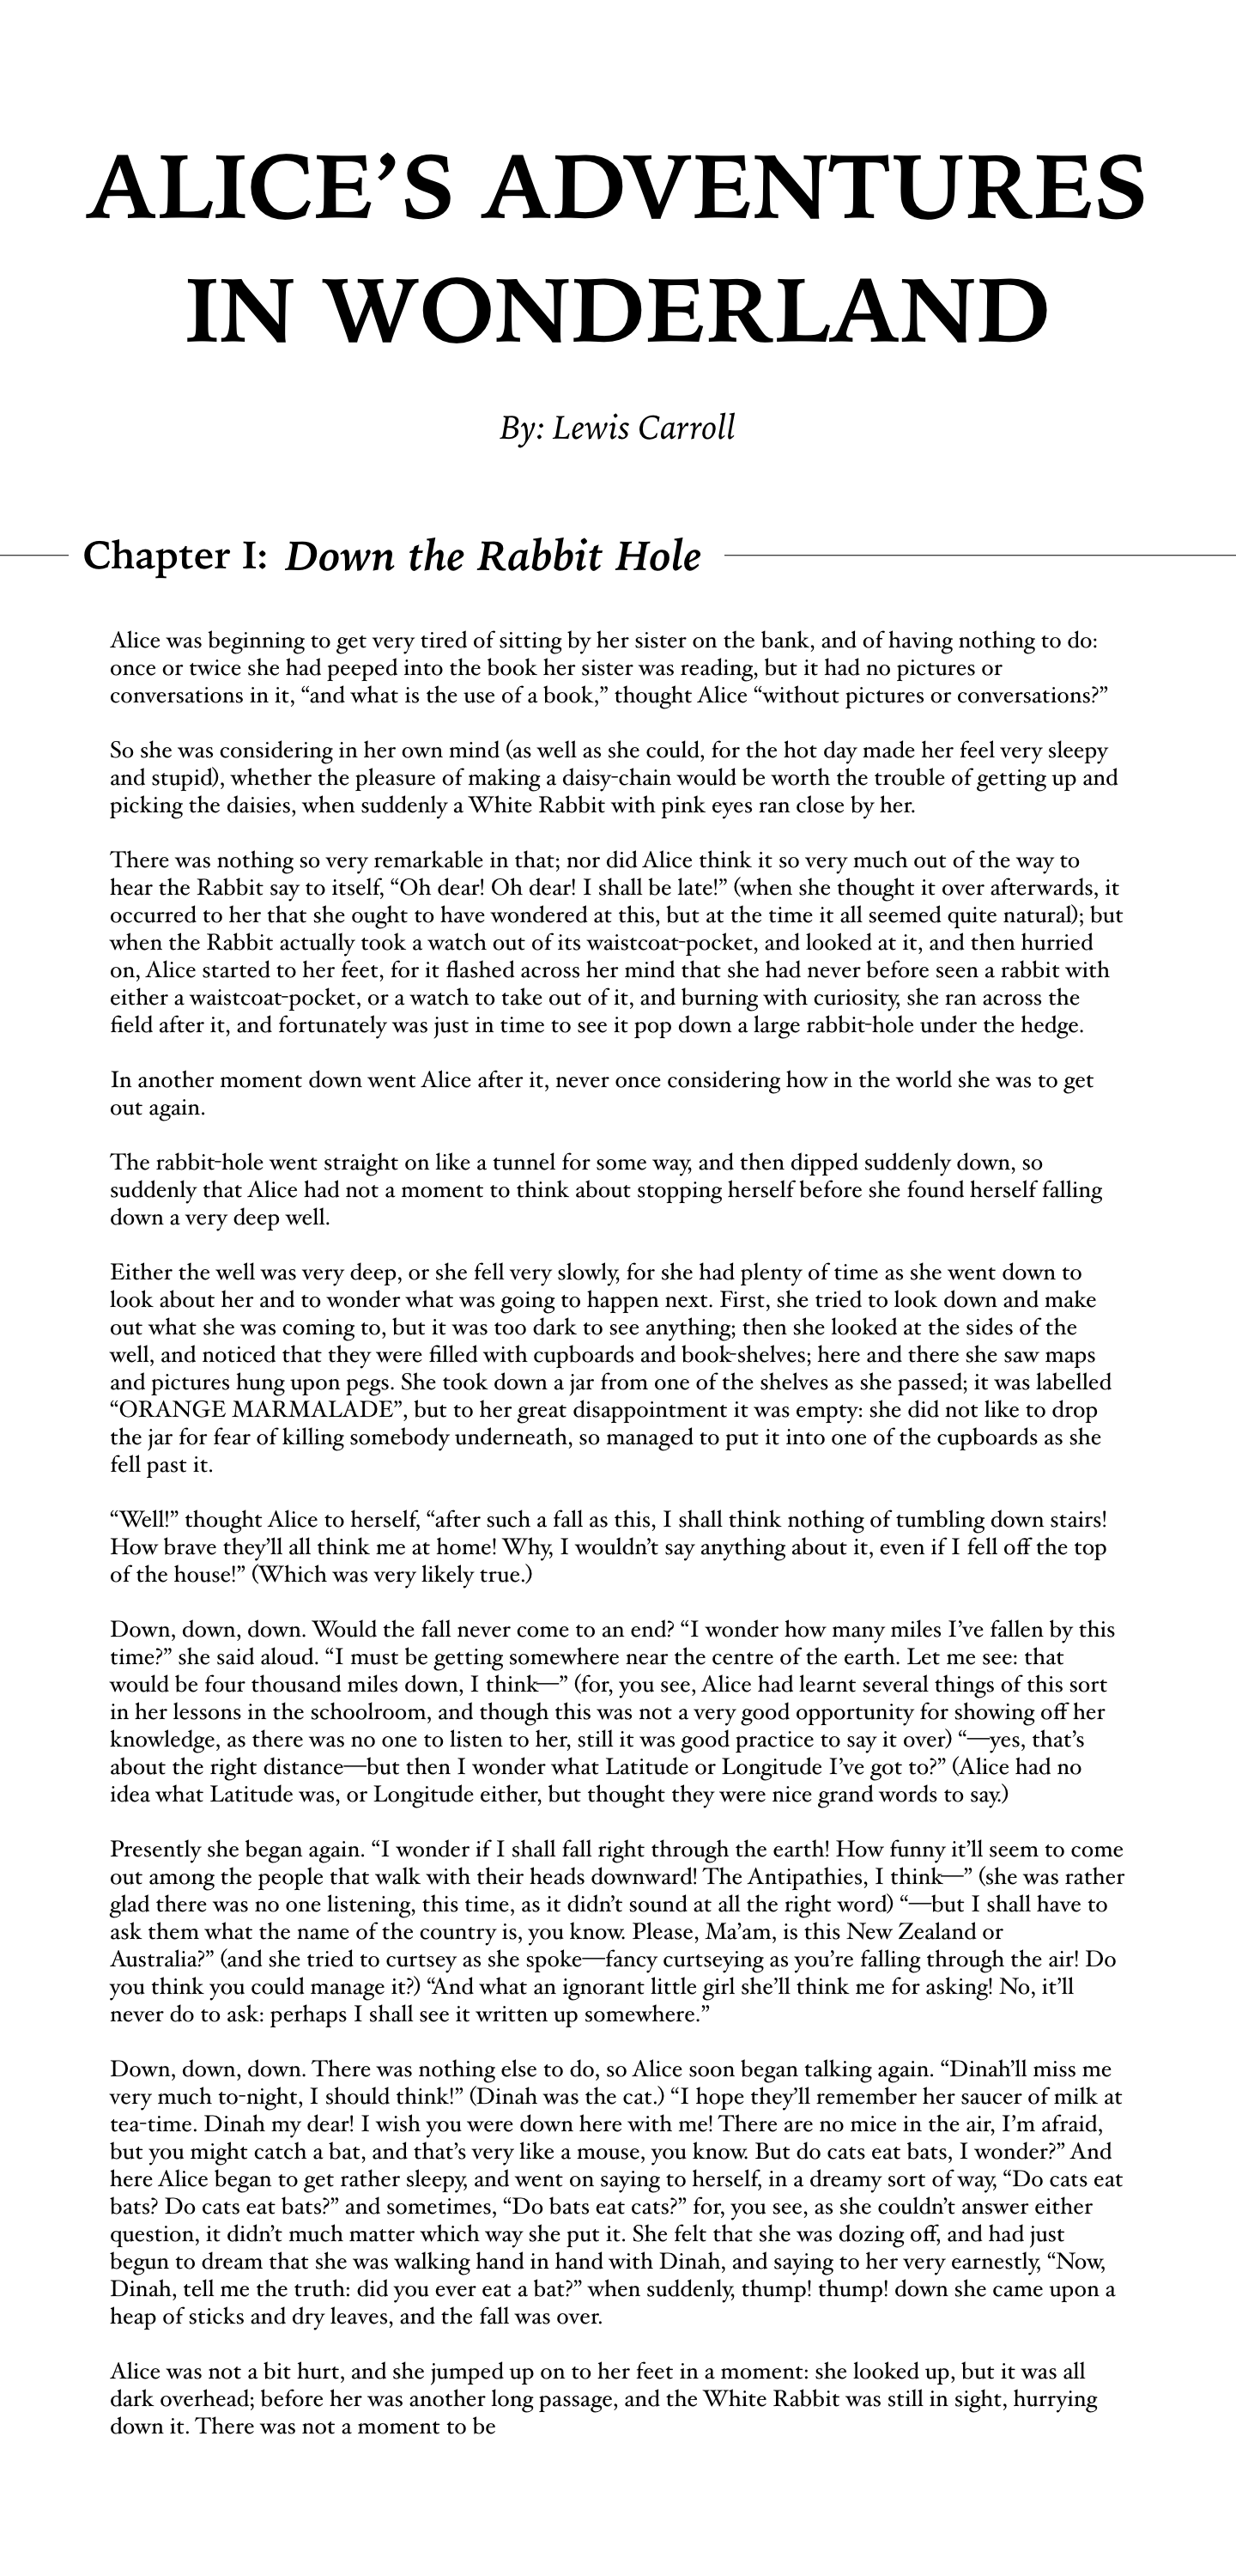 ALICE’S ADVENTURES
IN WONDERLAND
By: Lewis Carroll
Chapter I: Down the Rabbit Hole
Alice was beginning to get very tired of sitting by her sister on the bank, and of having nothing to do:
once or twice she had peeped into the book her sister was reading, but it had no pictures or
conversations in it, “and what is the use of a book,” thought Alice “without pictures or conversations?”
So she was considering in her own mind (as well as she could, for the hot day made her feel very sleepy
and stupid), whether the pleasure of making a daisy-chain would be worth the trouble of getting up and
picking the daisies, when suddenly a White Rabbit with pink eyes ran close by her.
There was nothing so very remarkable in that; nor did Alice think it so very much out of the way to
hear the Rabbit say to itself, “Oh dear! Oh dear! I shall be late!” (when she thought it over afterwards, it
occurred to her that she ought to have wondered at this, but at the time it all seemed quite natural); but
when the Rabbit actually took a watch out of its waistcoat-pocket, and looked at it, and then hurried
on, Alice started to her feet, for it flashed across her mind that she had never before seen a rabbit with
either a waistcoat-pocket, or a watch to take out of it, and burning with curiosity, she ran across the
field after it, and fortunately was just in time to see it pop down a large rabbit-hole under the hedge.
In another moment down went Alice after it, never once considering how in the world she was to get
out again.
The rabbit-hole went straight on like a tunnel for some way, and then dipped suddenly down, so
suddenly that Alice had not a moment to think about stopping herself before she found herself falling
down a very deep well.
Either the well was very deep, or she fell very slowly, for she had plenty of time as she went down to
look about her and to wonder what was going to happen next. First, she tried to look down and make
out what she was coming to, but it was too dark to see anything; then she looked at the sides of the
well, and noticed that they were filled with cupboards and book-shelves; here and there she saw maps
and pictures hung upon pegs. She took down a jar from one of the shelves as she passed; it was labelled
“ORANGE MARMALADE”, but to her great disappointment it was empty: she did not like to drop
the jar for fear of killing somebody underneath, so managed to put it into one of the cupboards as she
fell past it.
“Well!” thought Alice to herself, “after such a fall as this, I shall think nothing of tumbling down stairs!
How brave they’ll all think me at home! Why, I wouldn’t say anything about it, even if I fell off the top
of the house!” (Which was very likely true.)
Down, down, down. Would the fall never come to an end? “I wonder how many miles I’ve fallen by this
time?” she said aloud. “I must be getting somewhere near the centre of the earth. Let me see: that
would be four thousand miles down, I think—” (for, you see, Alice had learnt several things of this sort
in her lessons in the schoolroom, and though this was not a very good opportunity for showing off her
knowledge, as there was no one to listen to her, still it was good practice to say it over) “—yes, that’s
about the right distance—but then I wonder what Latitude or Longitude I’ve got to?” (Alice had no
idea what Latitude was, or Longitude either, but thought they were nice grand words to say.)
Presently she began again. “I wonder if I shall fall right through the earth! How funny it’ll seem to come
out among the people that walk with their heads downward! The Antipathies, I think—” (she was rather
glad there was no one listening, this time, as it didn’t sound at all the right word) “—but I shall have to
ask them what the name of the country is, you know. Please, Ma’am, is this New Zealand or
Australia?” (and she tried to curtsey as she spoke—fancy curtseying as you’re falling through the air! Do
you think you could manage it?) “And what an ignorant little girl she’ll think me for asking! No, it’ll
never do to ask: perhaps I shall see it written up somewhere.”
Down, down, down. There was nothing else to do, so Alice soon began talking again. “Dinah’ll miss me
very much to-night, I should think!” (Dinah was the cat.) “I hope they’ll remember her saucer of milk at
tea-time. Dinah my dear! I wish you were down here with me! There are no mice in the air, I’m afraid,
but you might catch a bat, and that’s very like a mouse, you know. But do cats eat bats, I wonder?” And
here Alice began to get rather sleepy, and went on saying to herself, in a dreamy sort of way, “Do cats eat
bats? Do cats eat bats?” and sometimes, “Do bats eat cats?” for, you see, as she couldn’t answer either
question, it didn’t much matter which way she put it. She felt that she was dozing off, and had just
begun to dream that she was walking hand in hand with Dinah, and saying to her very earnestly, “Now,
Dinah, tell me the truth: did you ever eat a bat?” when suddenly, thump! thump! down she came upon a
heap of sticks and dry leaves, and the fall was over.
Alice was not a bit hurt, and she jumped up on to her feet in a moment: she looked up, but it was all
dark overhead; before her was another long passage, and the White Rabbit was still in sight, hurrying
down it. There was not a moment to be